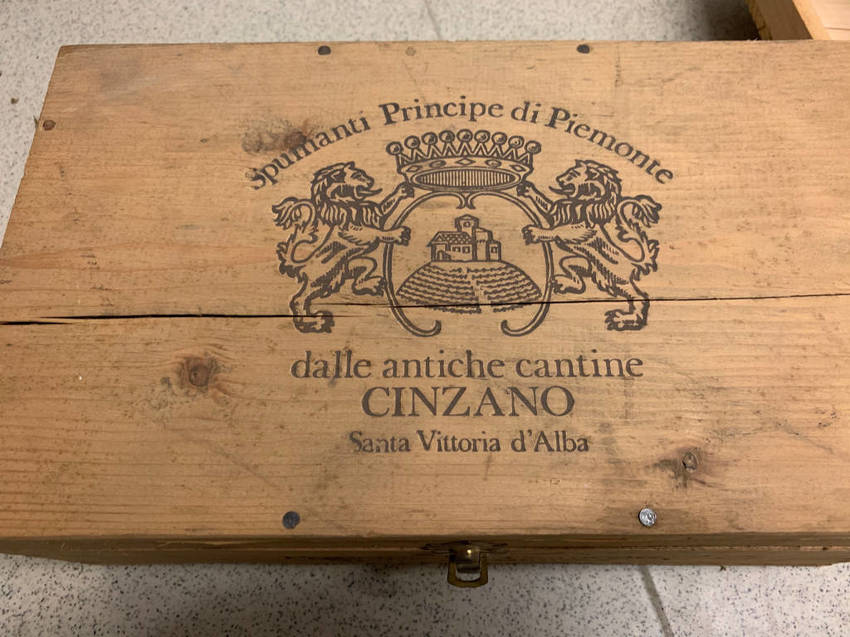 Spumanti Principe di Piemonte
dalle antiche cantine
CINZANO
Santa Vittoria d'Alba